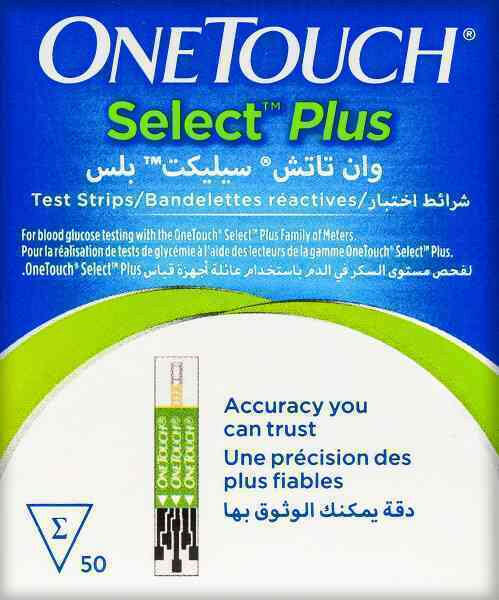 ONETOUCH®
Select™ Plus
وان تاتش® سيليكت™ بلس
Test Strips/Bandelettes réactives/شرائط اختبار
For blood glucose testing with the OneTouch® Select™ Plus Family of Meters.
Pour la réalisation de tests de glycémie à l'aide des lecteurs de la gamme OneTouch® Select™ Plus.
لفحص مستوى السكر في الدم باستخدام عائلة أجهزة قياس OneTouch® Select™ Plus.
Accuracy you
can trust
Une précision des
plus fiables
دقة يمكنك الوثوق بها
ONETOUCH®
ONETOUCH®
ONETOUCH®
Σ
50